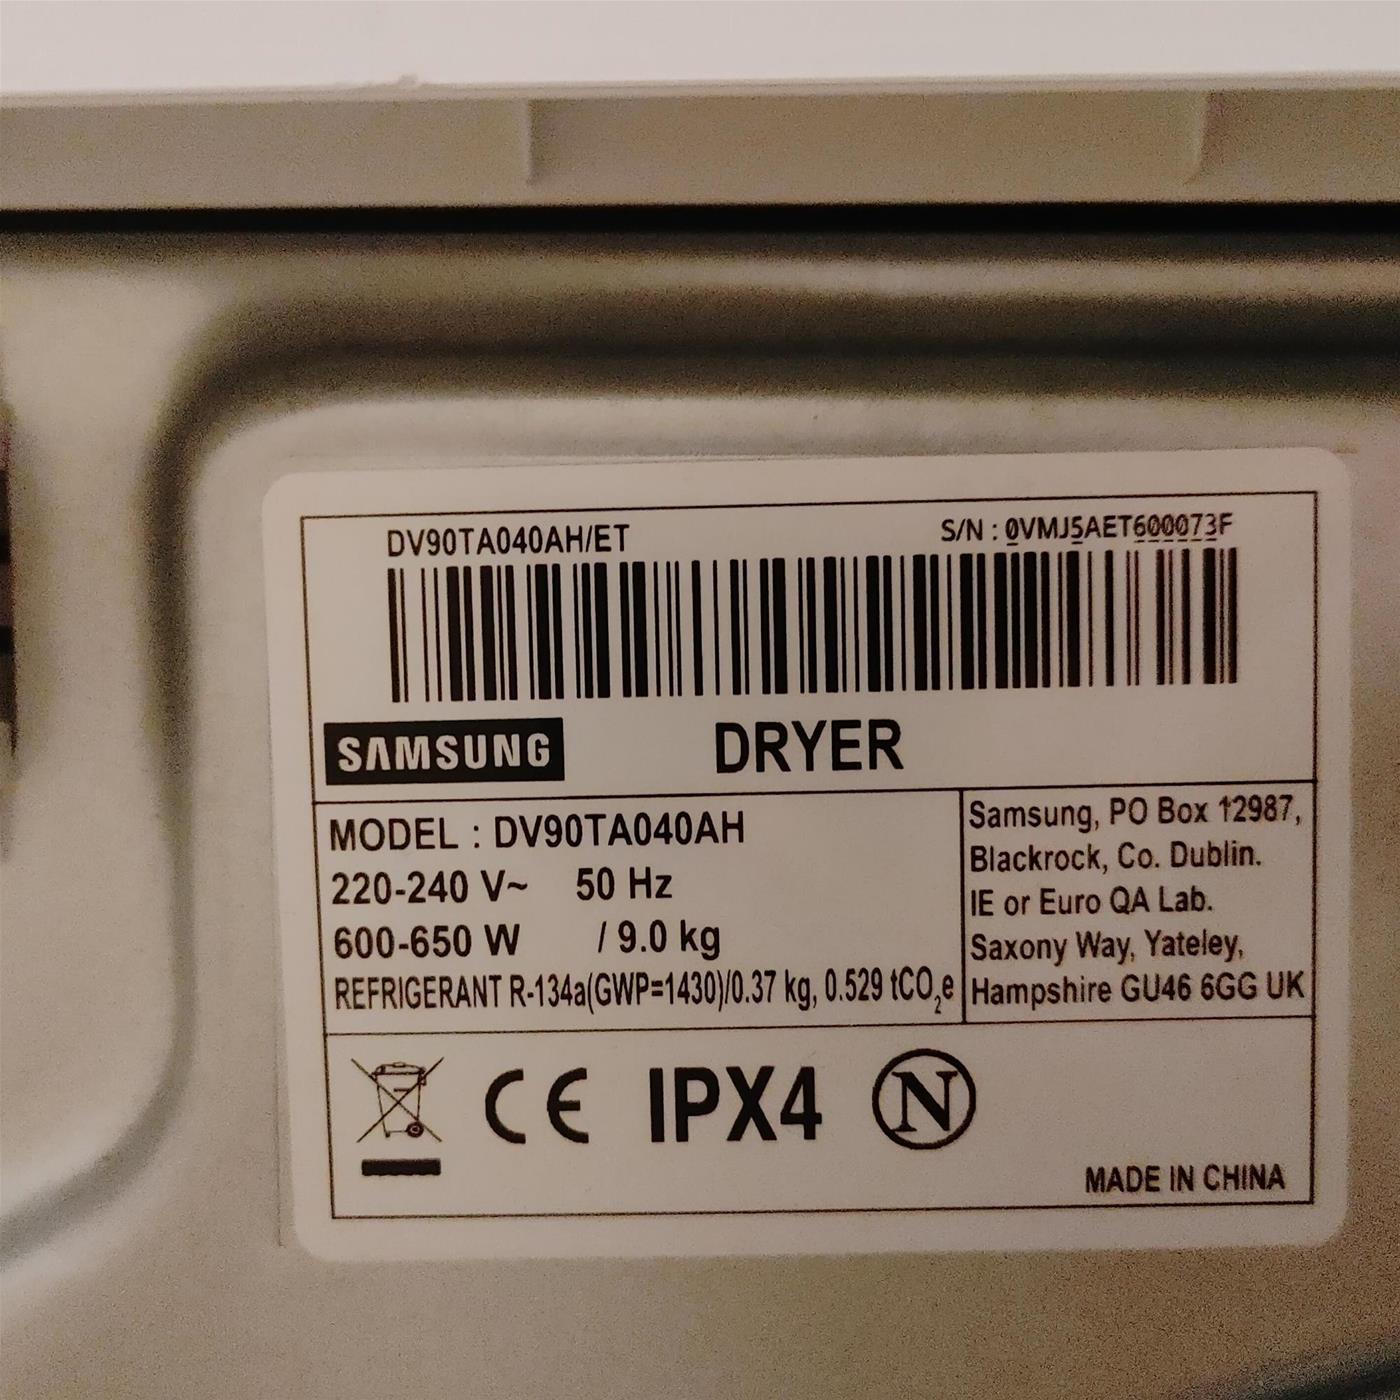 DV90TA040AH/ET
S/N : 0VMJ5AET600073F
SAMSUNG
DRYER
MODEL : DV90TA040AH
220-240 V~ 50 Hz
600-650 W / 9.0 kg
REFRIGERANT R-134a(GWP=1430)/0.37 kg, 0.529 tCO₂e
Samsung, PO Box 12987,
Blackrock, Co. Dublin.
IE or Euro QA Lab.
Saxony Way, Yateley,
Hampshire GU46 6GG UK
CE IPX4 N
MADE IN CHINA